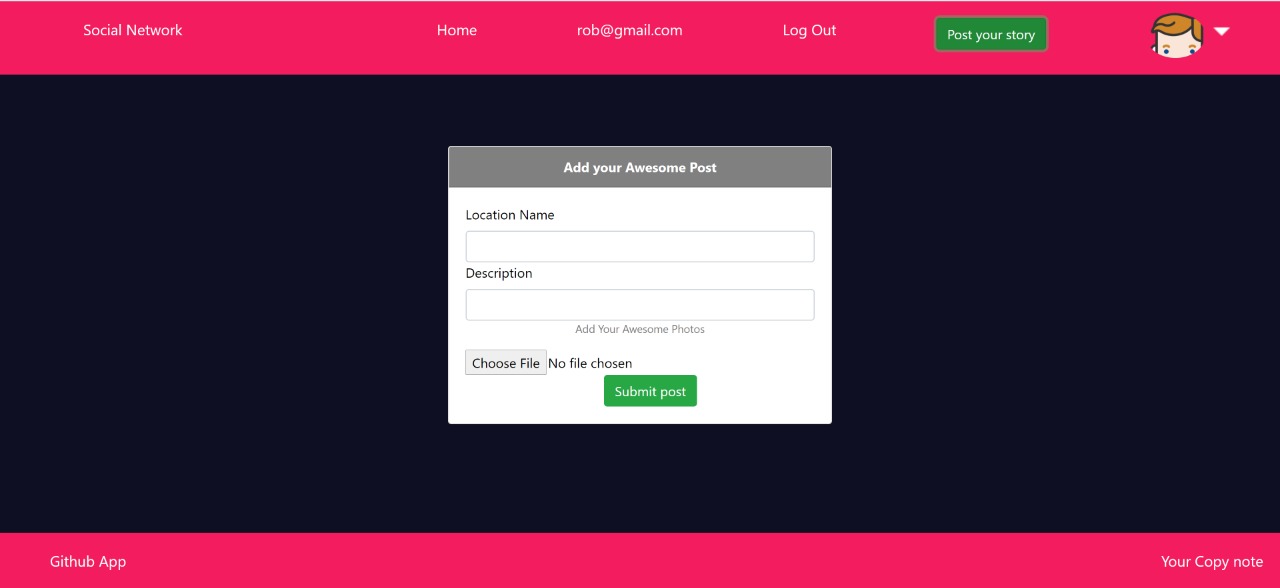 Social Network
Home
rob@gmail.com
Log Out
Post your story
Add your Awesome Post
Location Name
Description
Add Your Awesome Photos
Choose File No file chosen
Submit post
Github App
Your Copy note